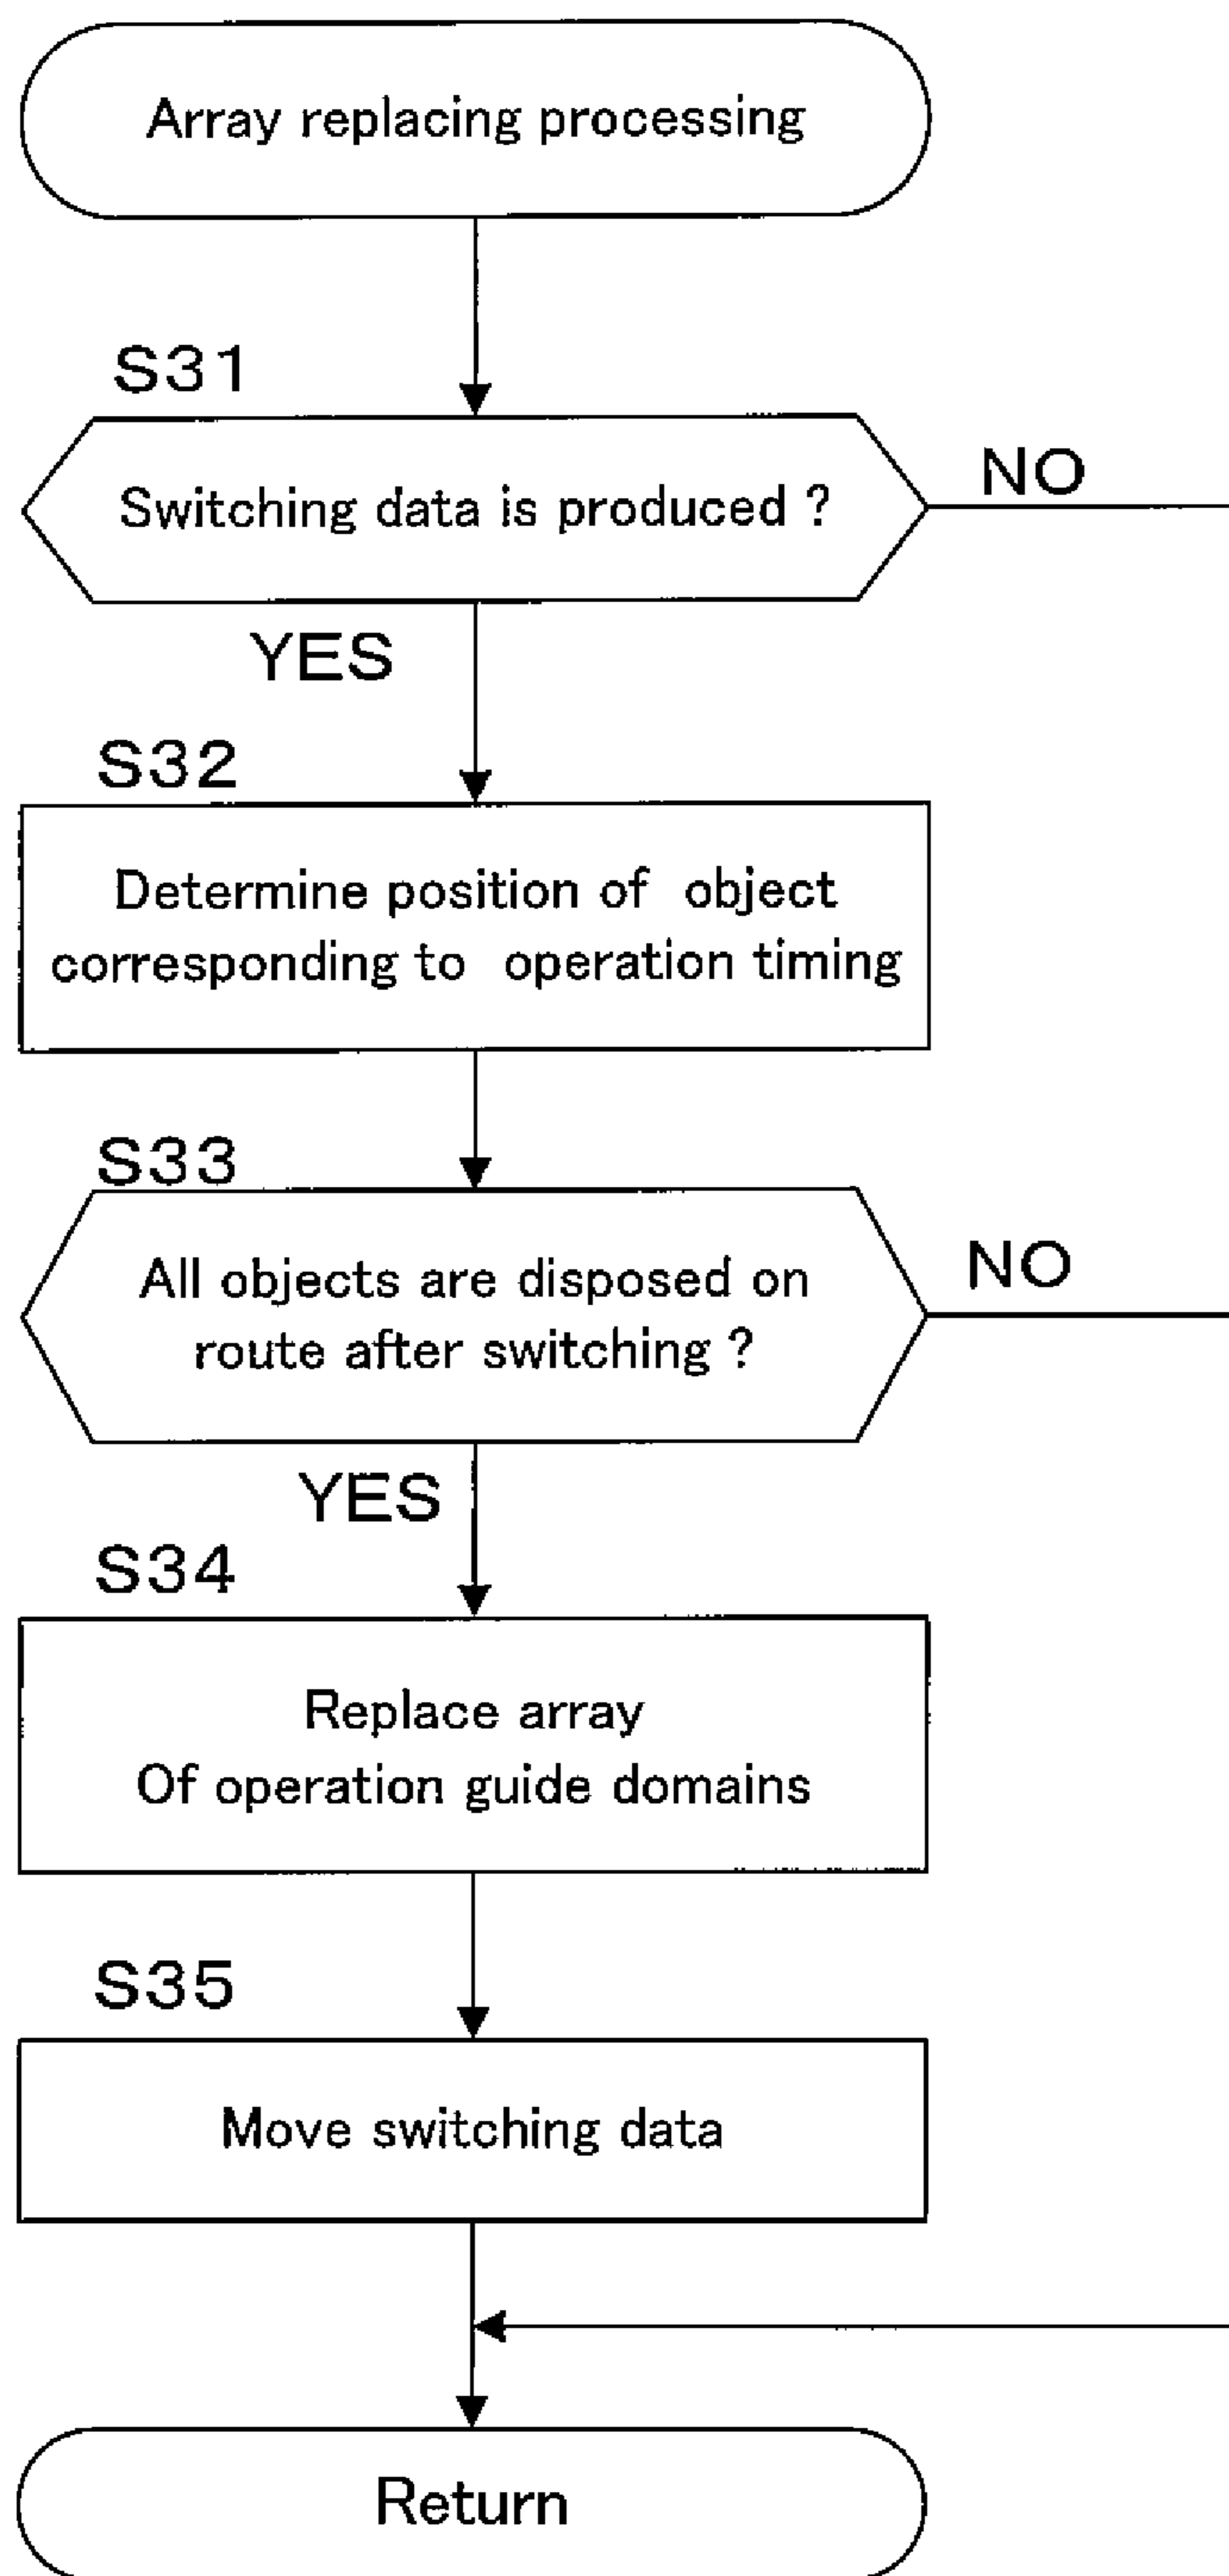 Array replacing processing
S31
Switching data is produced ?
NO
YES
S32
Determine position of object
corresponding to operation timing
S33
All objects are disposed on
route after switching ?
NO
YES
S34
Replace array
Of operation guide domains
S35
Move switching data
Return